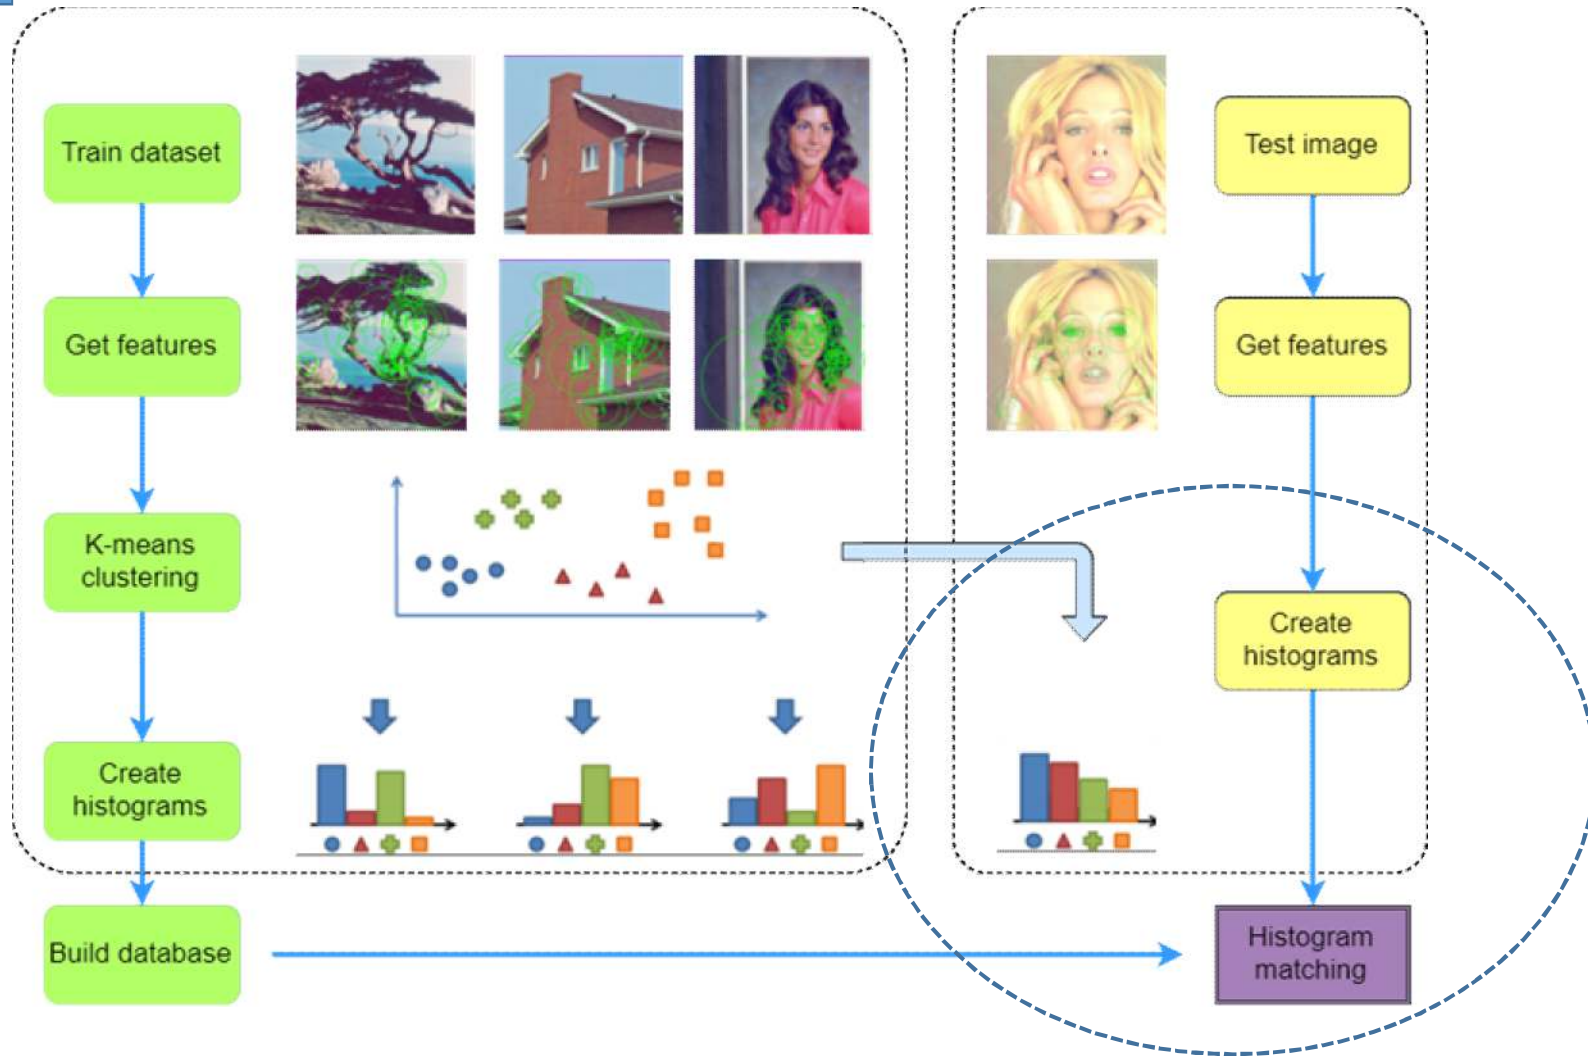 Train dataset
Get features
K-means
clustering
Create
histograms
Build database
Test image
Get features
Create
histograms
Histogram
matching